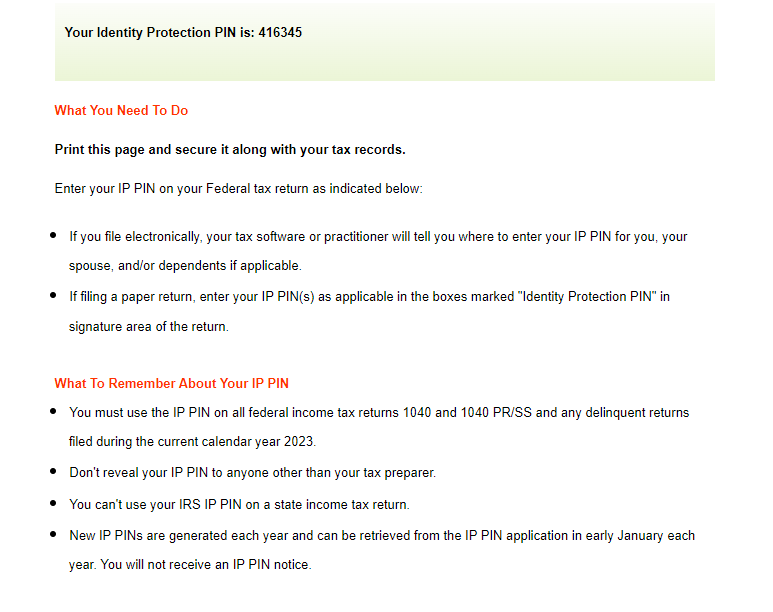 Your Identity Protection PIN is: 416345
What You Need To Do
Print this page and secure it along with your tax records.
Enter your IP PIN on your Federal tax return as indicated below:
If you file electronically, your tax software or practitioner will tell you where to enter your IP PIN for you, your
spouse, and/or dependents if applicable.
If filing a paper return, enter your IP PIN(s) as applicable in the boxes marked "Identity Protection PIN" in
signature area of the return.
What To Remember About Your IP PIN
You must use the IP PIN on all federal income tax returns 1040 and 1040 PR/SS and any delinquent returns
filed during the current calendar year 2023.
Don't reveal your IP PIN to anyone other than your tax preparer.
You can't use your IRS IP PIN on a state income tax return.
New IP PINs are generated each year and can be retrieved from the IP PIN application in early January each
year. You will not receive an IP PIN notice.